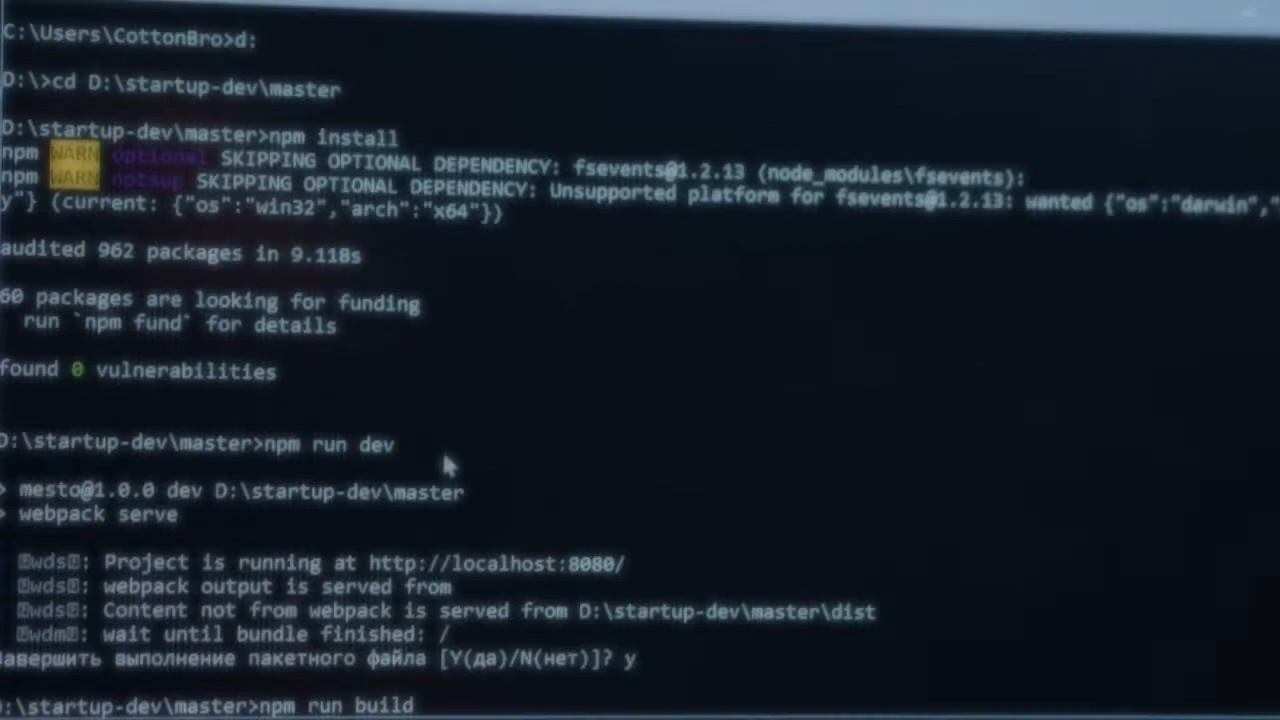 C:\Users\CottonBro>d:
D:\>cd D:\startup-dev\master
D:\startup-dev\master>npm install
npm WARN optional SKIPPING OPTIONAL DEPENDENCY: fsevents@1.2.13 (node_modules\fsevents):
npm WARN notsup SKIPPING OPTIONAL DEPENDENCY: Unsupported platform for fsevents@1.2.13: wanted {"os":"darwin","
y"} (current: {"os":"win32","arch":"x64"})
audited 962 packages in 9.118s
60 packages are looking for funding
run `npm fund` for details
found 0 vulnerabilities
D:\startup-dev\master>npm run dev
> mesto@1.0.0 dev D:\startup-dev\master
> webpack serve
wds: Project is running at http://localhost:8080/
wds: webpack output is served from
wds: Content not from webpack is served from D:\startup-dev\master\dist
wdm: wait until bundle finished: /
Завершить выполнение пакетного файла [Y(да)/N(нет)]? y
:\startup-dev\master>npm run build